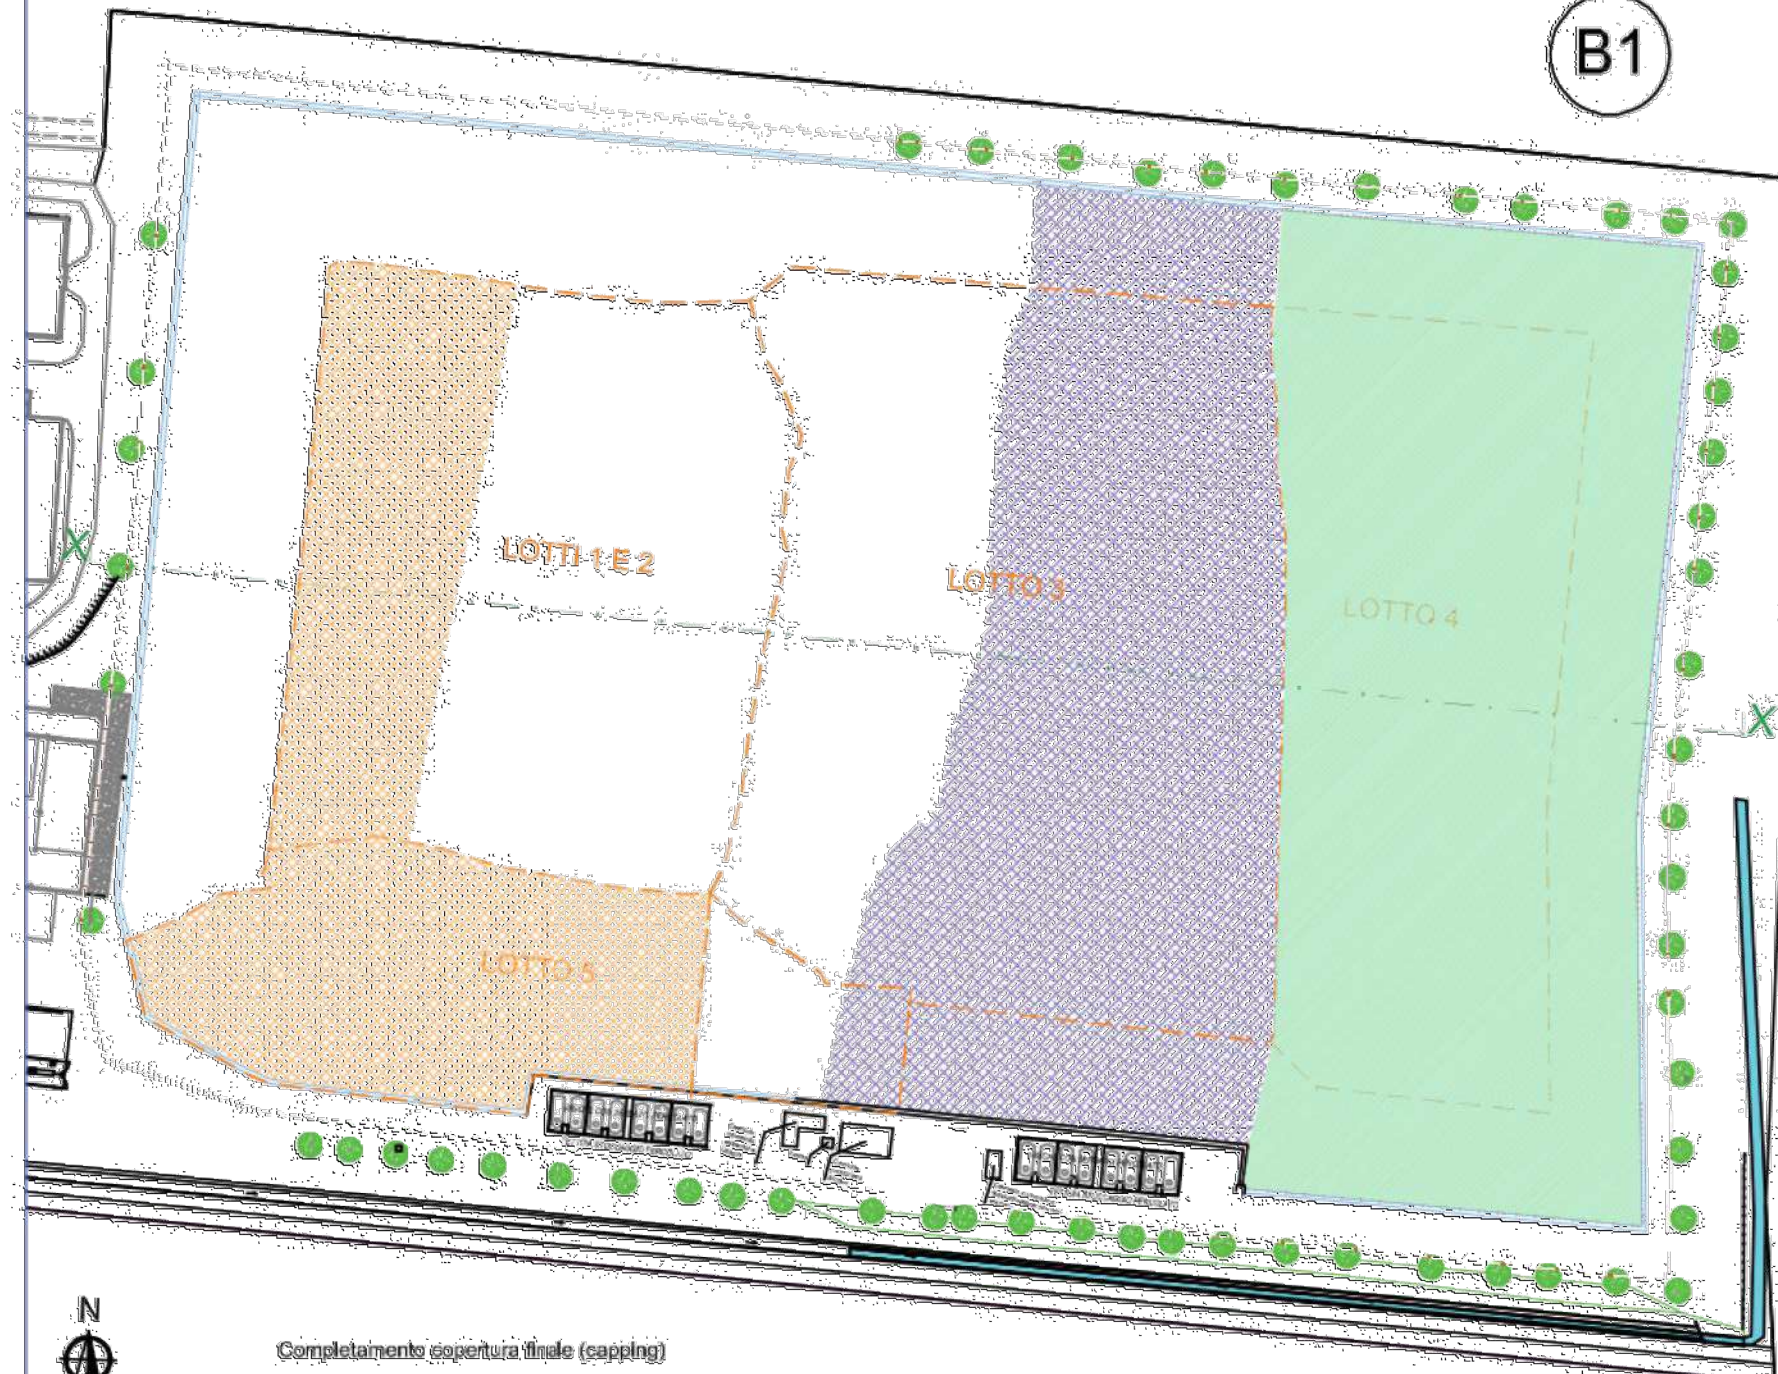 B1
LOTTI 1 E 2
LOTTO 3
LOTTO 4
X
X
LOTTO 5
N
Completamento copertura finale (capping)